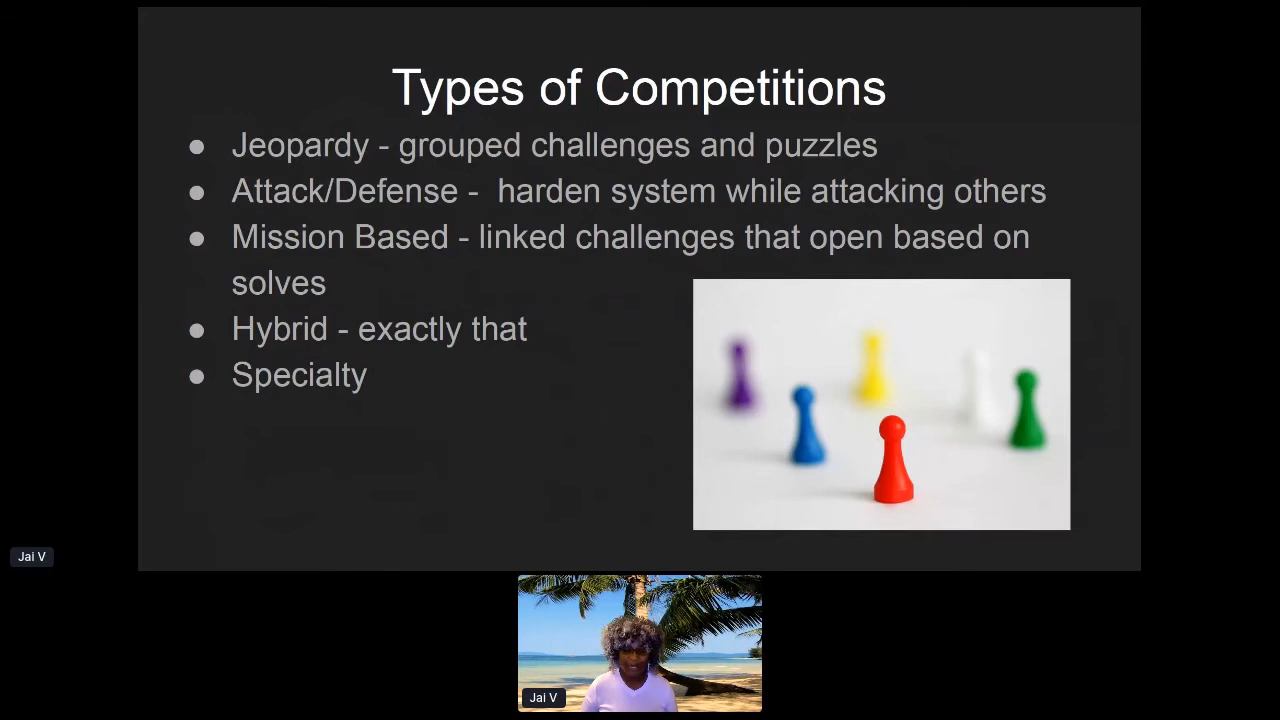 Types of Competitions
● Jeopardy - grouped challenges and puzzles
● Attack/Defense -  harden system while attacking others
● Mission Based - linked challenges that open based on
solves
● Hybrid - exactly that
● Specialty
Jai V
Jai V